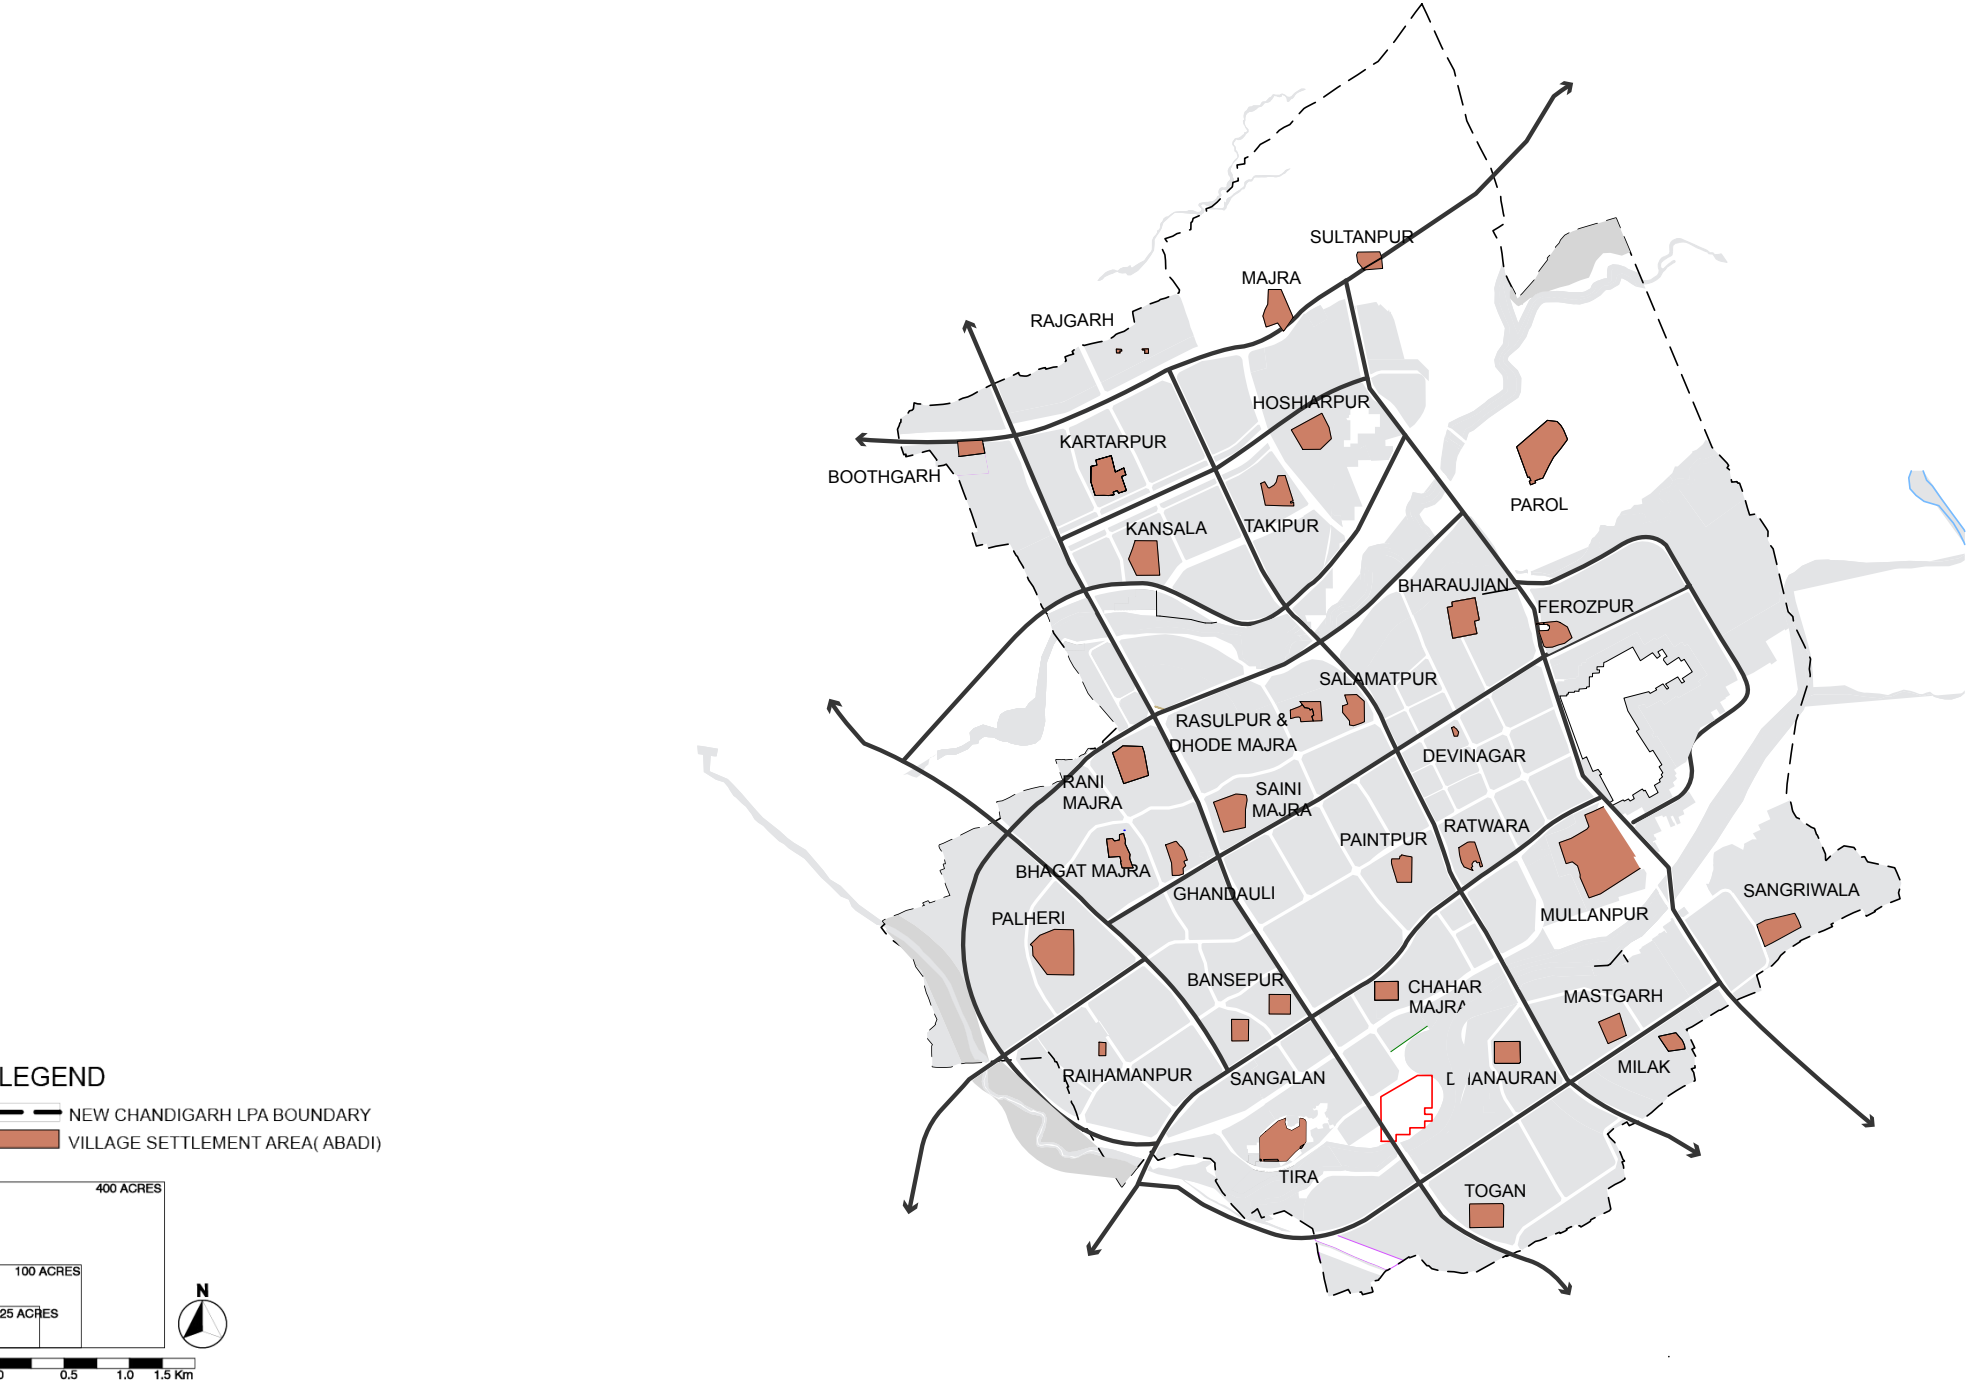 SULTANPUR
MAJRA
RAJGARH
HOSHIARPUR
KARTARPUR
BOOTHGARH
PAROL
KANSALA
TAKIPUR
BHARAUJIAN
FEROZPUR
SALAMATPUR
RASULPUR &
DHODE MAJRA
DEVINAGAR
RANI
MAJRA
SAINI
MAJRA
PAINTPUR
RATWARA
BHAGAT MAJRA
GHANDAULI
SANGRIWALA
MULLANPUR
PALHERI
BANSEPUR
CHAHAR
MAJRA
MASTGARH
MILAK
RAIHAMANPUR
SANGALAN
TIRA
TOGAN
LEGEND
NEW CHANDIGARH LPA BOUNDARY
VILLAGE SETTLEMENT AREA( ABADI)
400 ACRES
100 ACRES
25 ACRES
N
0 0.5 1.0 1.5 Km